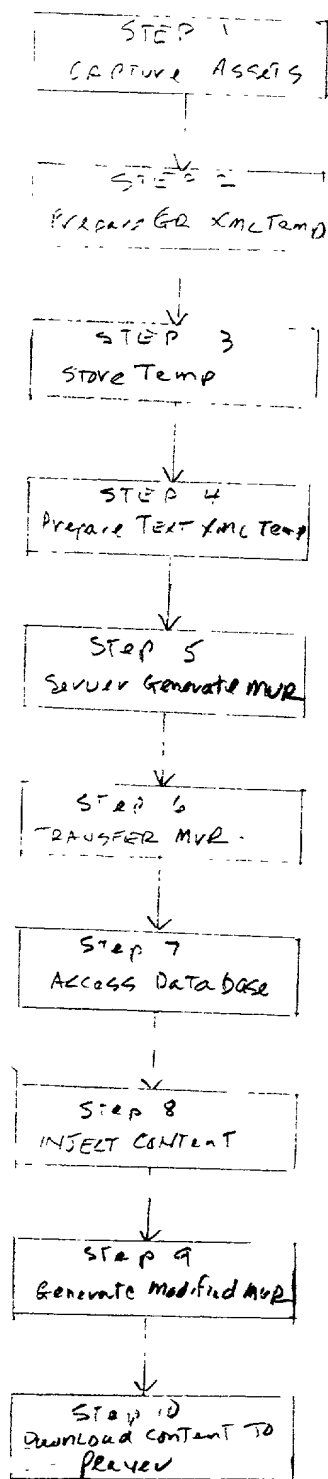 STEP 1
CAPTURE ASSETS
STEP 2
Prepare GR XML Temp
STEP 3
Store Temp
STEP 4
Prepare TEXT XML Temp
Step 5
Server Generate MVR
Step 6
TRANSFER MVR.
Step 7
Access DataBase
Step 8
INJECT CONTENT
Step 9
Generate Modified MVR
Step 10
Download content TO
Player